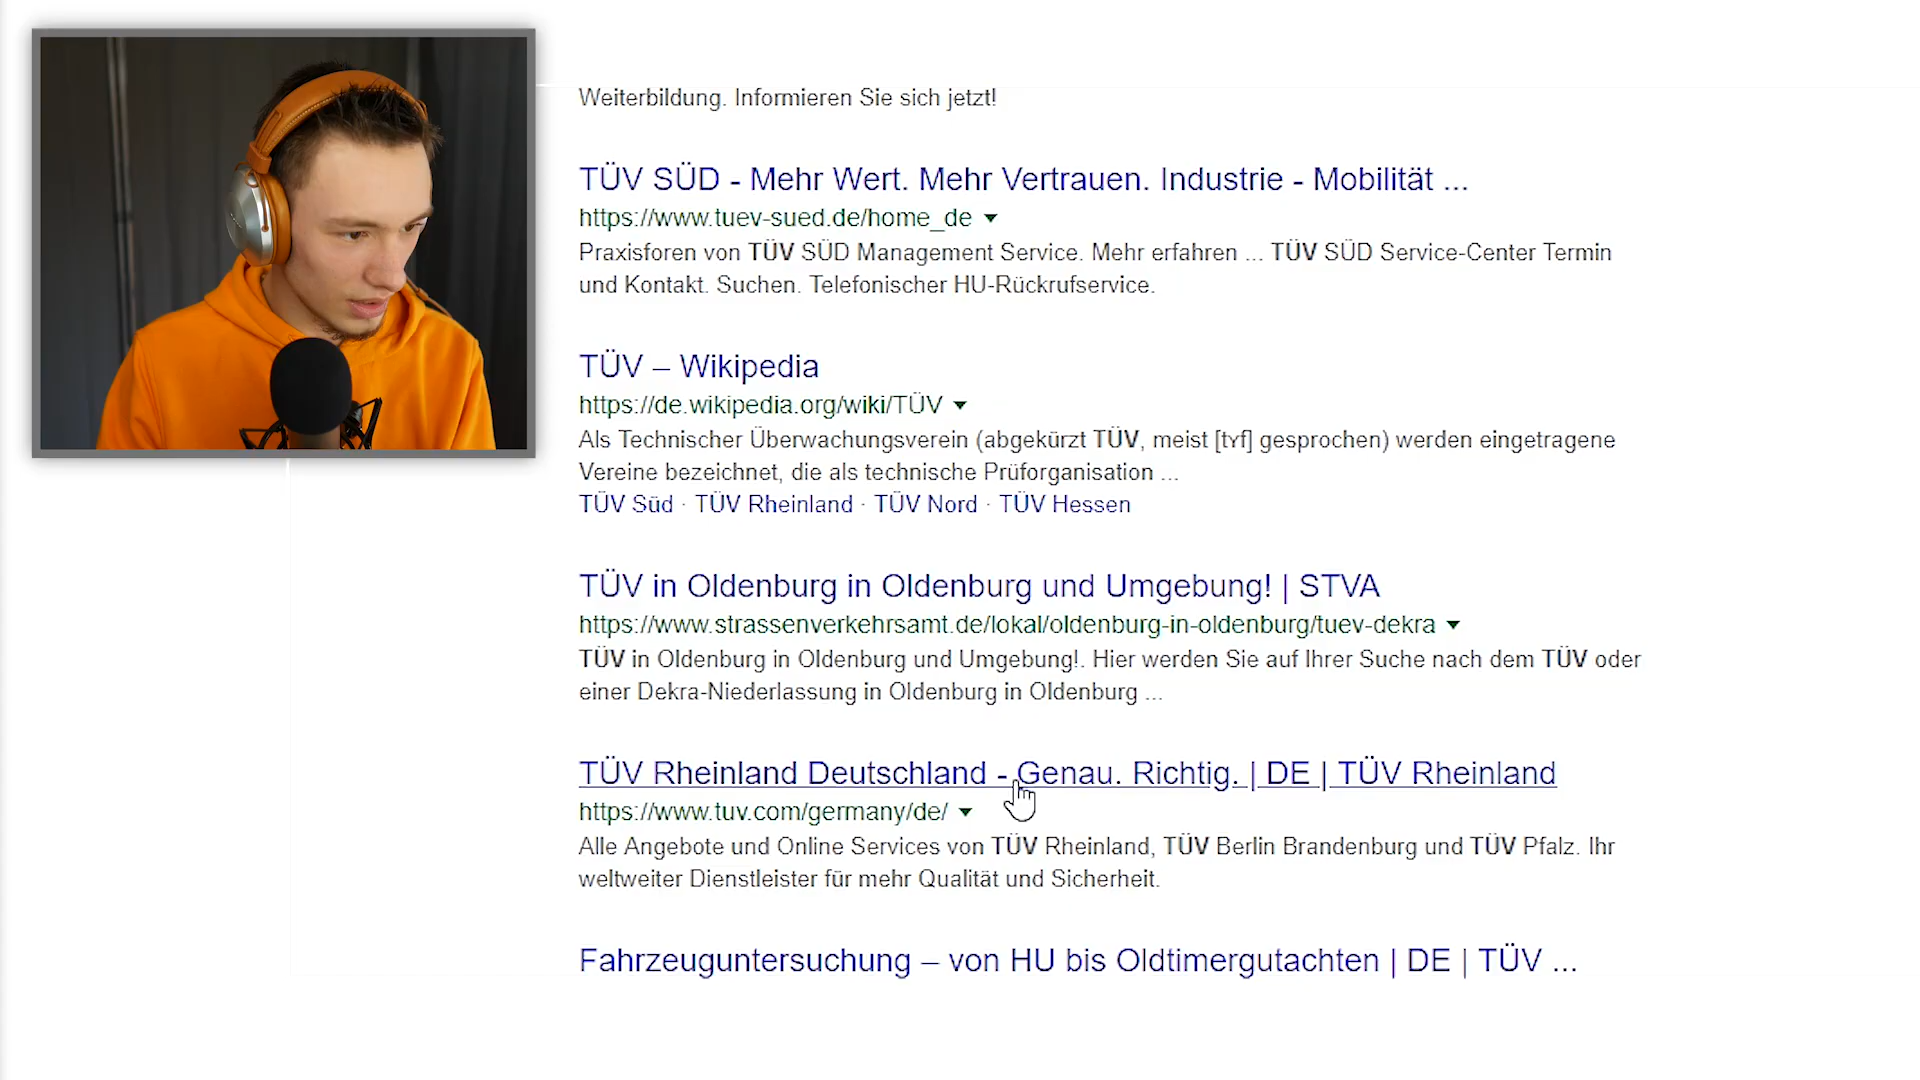 Weiterbildung. Informieren Sie sich jetzt!
TÜV SÜD - Mehr Wert. Mehr Vertrauen. Industrie - Mobilität ...
https://www.tuev-sued.de/home_de
Praxisforen von TÜV SÜD Management Service. Mehr erfahren ... TÜV SÜD Service-Center Termin
und Kontakt. Suchen. Telefonischer HU-Rückrufservice.
TÜV – Wikipedia
https://de.wikipedia.org/wiki/TÜV
Als Technischer Überwachungsverein (abgekürzt TÜV, meist [tʏf] gesprochen) werden eingetragene
Vereine bezeichnet, die als technische Prüforganisation ...
TÜV Süd · TÜV Rheinland · TÜV Nord · TÜV Hessen
TÜV in Oldenburg in Oldenburg und Umgebung! | STVA
https://www.strassenverkehrsamt.de/lokal/oldenburg-in-oldenburg/tuev-dekra
TÜV in Oldenburg in Oldenburg und Umgebung!. Hier werden Sie auf Ihrer Suche nach dem TÜV oder
einer Dekra-Niederlassung in Oldenburg in Oldenburg ...
TÜV Rheinland Deutschland - Genau. Richtig. | DE | TÜV Rheinland
https://www.tuv.com/germany/de/
Alle Angebote und Online Services von TÜV Rheinland, TÜV Berlin Brandenburg und TÜV Pfalz. Ihr
weltweiter Dienstleister für mehr Qualität und Sicherheit.
Fahrzeuguntersuchung – von HU bis Oldtimergutachten | DE | TÜV ...